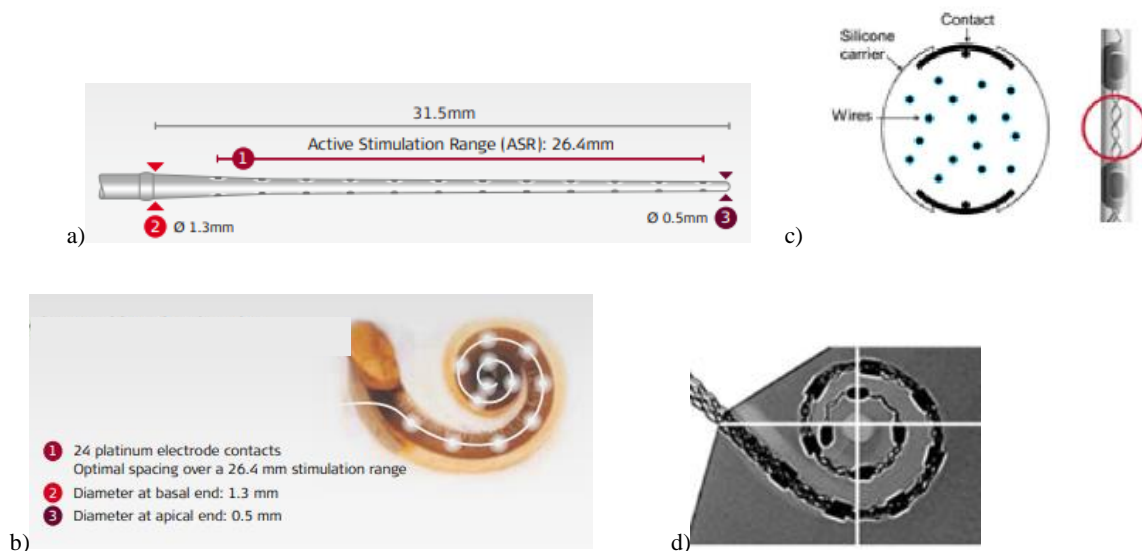 31.5mm
Active Stimulation Range (ASR): 26.4mm
1
2 Ø 1.3mm
Ø 0.5mm 3
a)
Contact
Silicone
carrier
Wires
c)
1 24 platinum electrode contacts
Optimal spacing over a 26.4 mm stimulation range
2 Diameter at basal end: 1.3 mm
3 Diameter at apical end: 0.5 mm
b)
d)